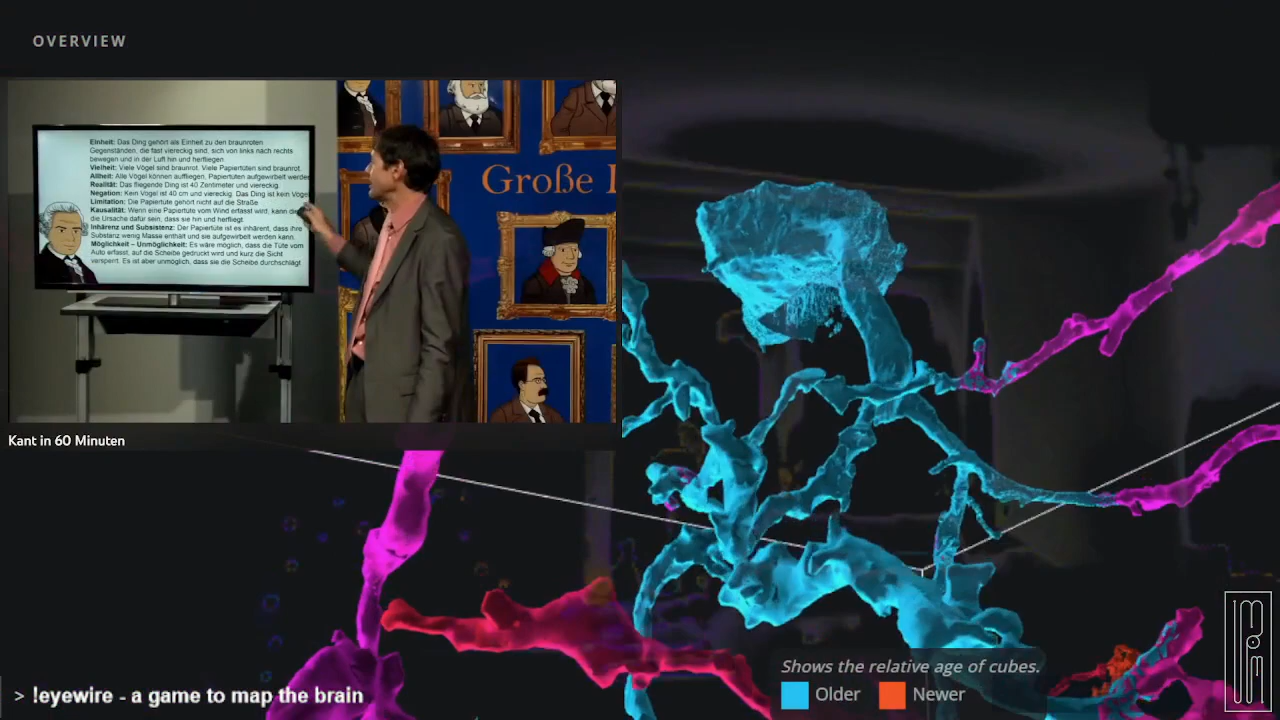 OVERVIEW
Einheit: Das Ding gehört als Einheit zu den braunroten
Gegenständen, die fast viereckig sind, sich von links nach rechts
bewegen und in der Luft hin und herfliegen.
Vielheit: Viele Vögel sind braunrot. Viele Papiertüten sind braunrot.
Allheit: Alle Vögel können auffliegen, Papiertüten aufgewirbelt werden
Realität: Das fliegende Ding ist 40 Zentimeter und viereckig.
Negation: Kein Vogel ist 40 cm und viereckig. Das Ding ist kein Vogel
Limitation: Die Papiertüte gehört nicht auf die Straße
Kausalität: Wenn eine Papiertüte vom Wind erfasst wird, kann
die Ursache dafür sein, dass sie hin und herfliegt
Inhärenz und Subsistenz: Der Papiertüte ist es inhärent, dass ihre
Substanz wenig Masse enthält und sie aufgewirbelt werden kann.
Möglichkeit – Unmöglichkeit: Es wäre möglich, dass die Tüte vom
Auto erfasst, auf die Scheibe gedruckt wird und kurz die Sicht
versperrt. Es ist aber unmöglich, dass sie die Scheibe durchschlägt
Große
Kant in 60 Minuten
Shows the relative age of cubes.
Older Newer
> !eyewire - a game to map the brain